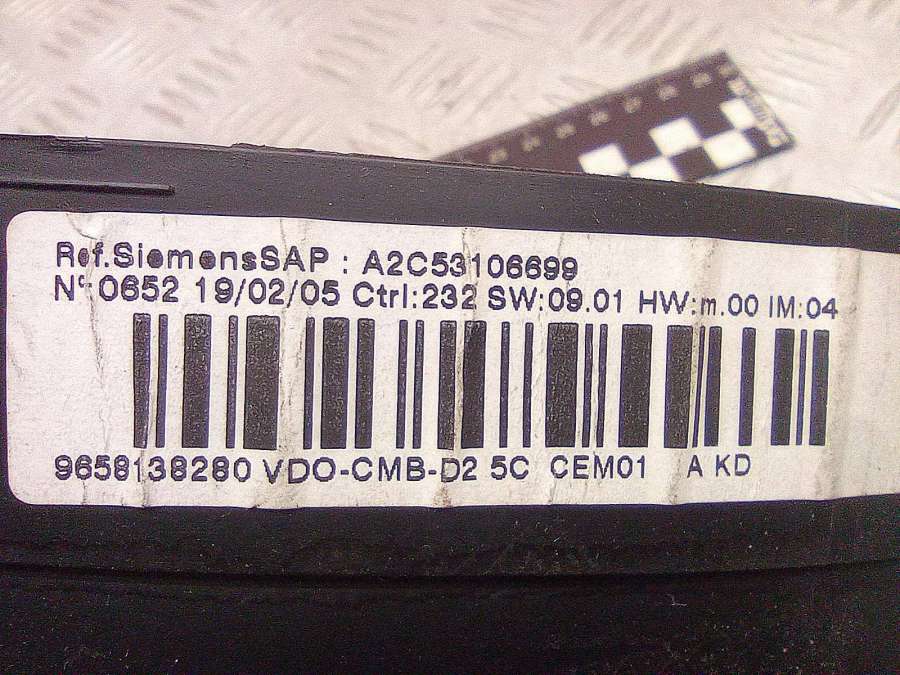 Ref.SiemensSAP : A2C53106699
N°:0652 19/02/05 Ctrl:232 SW:09.01 HW:m.00 IM:04
9658138280 VDO-CMB-D2 5C CEM01 A KD